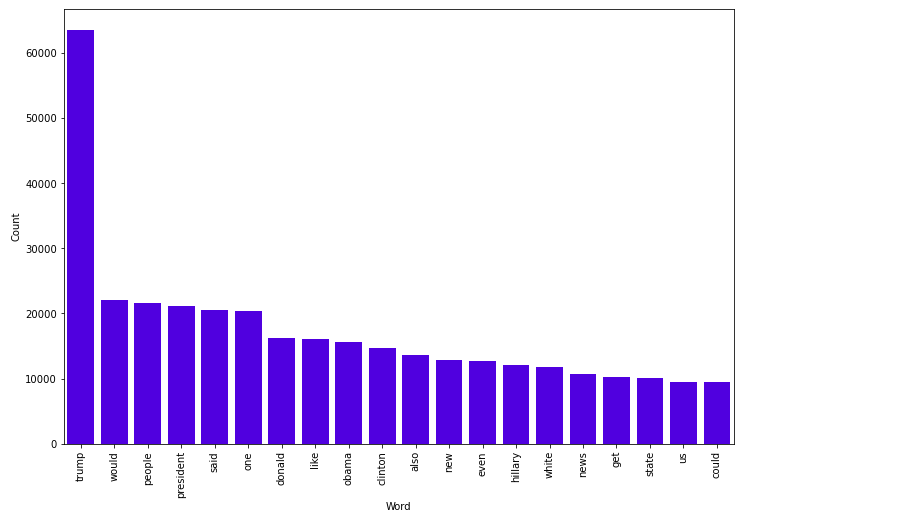 60000
50000
40000
30000
20000
10000
0
Count
trump
would
people
president
said
one
donald
like
obama
clinton
also
new
even
hillary
white
news
get
state
us
could
Word